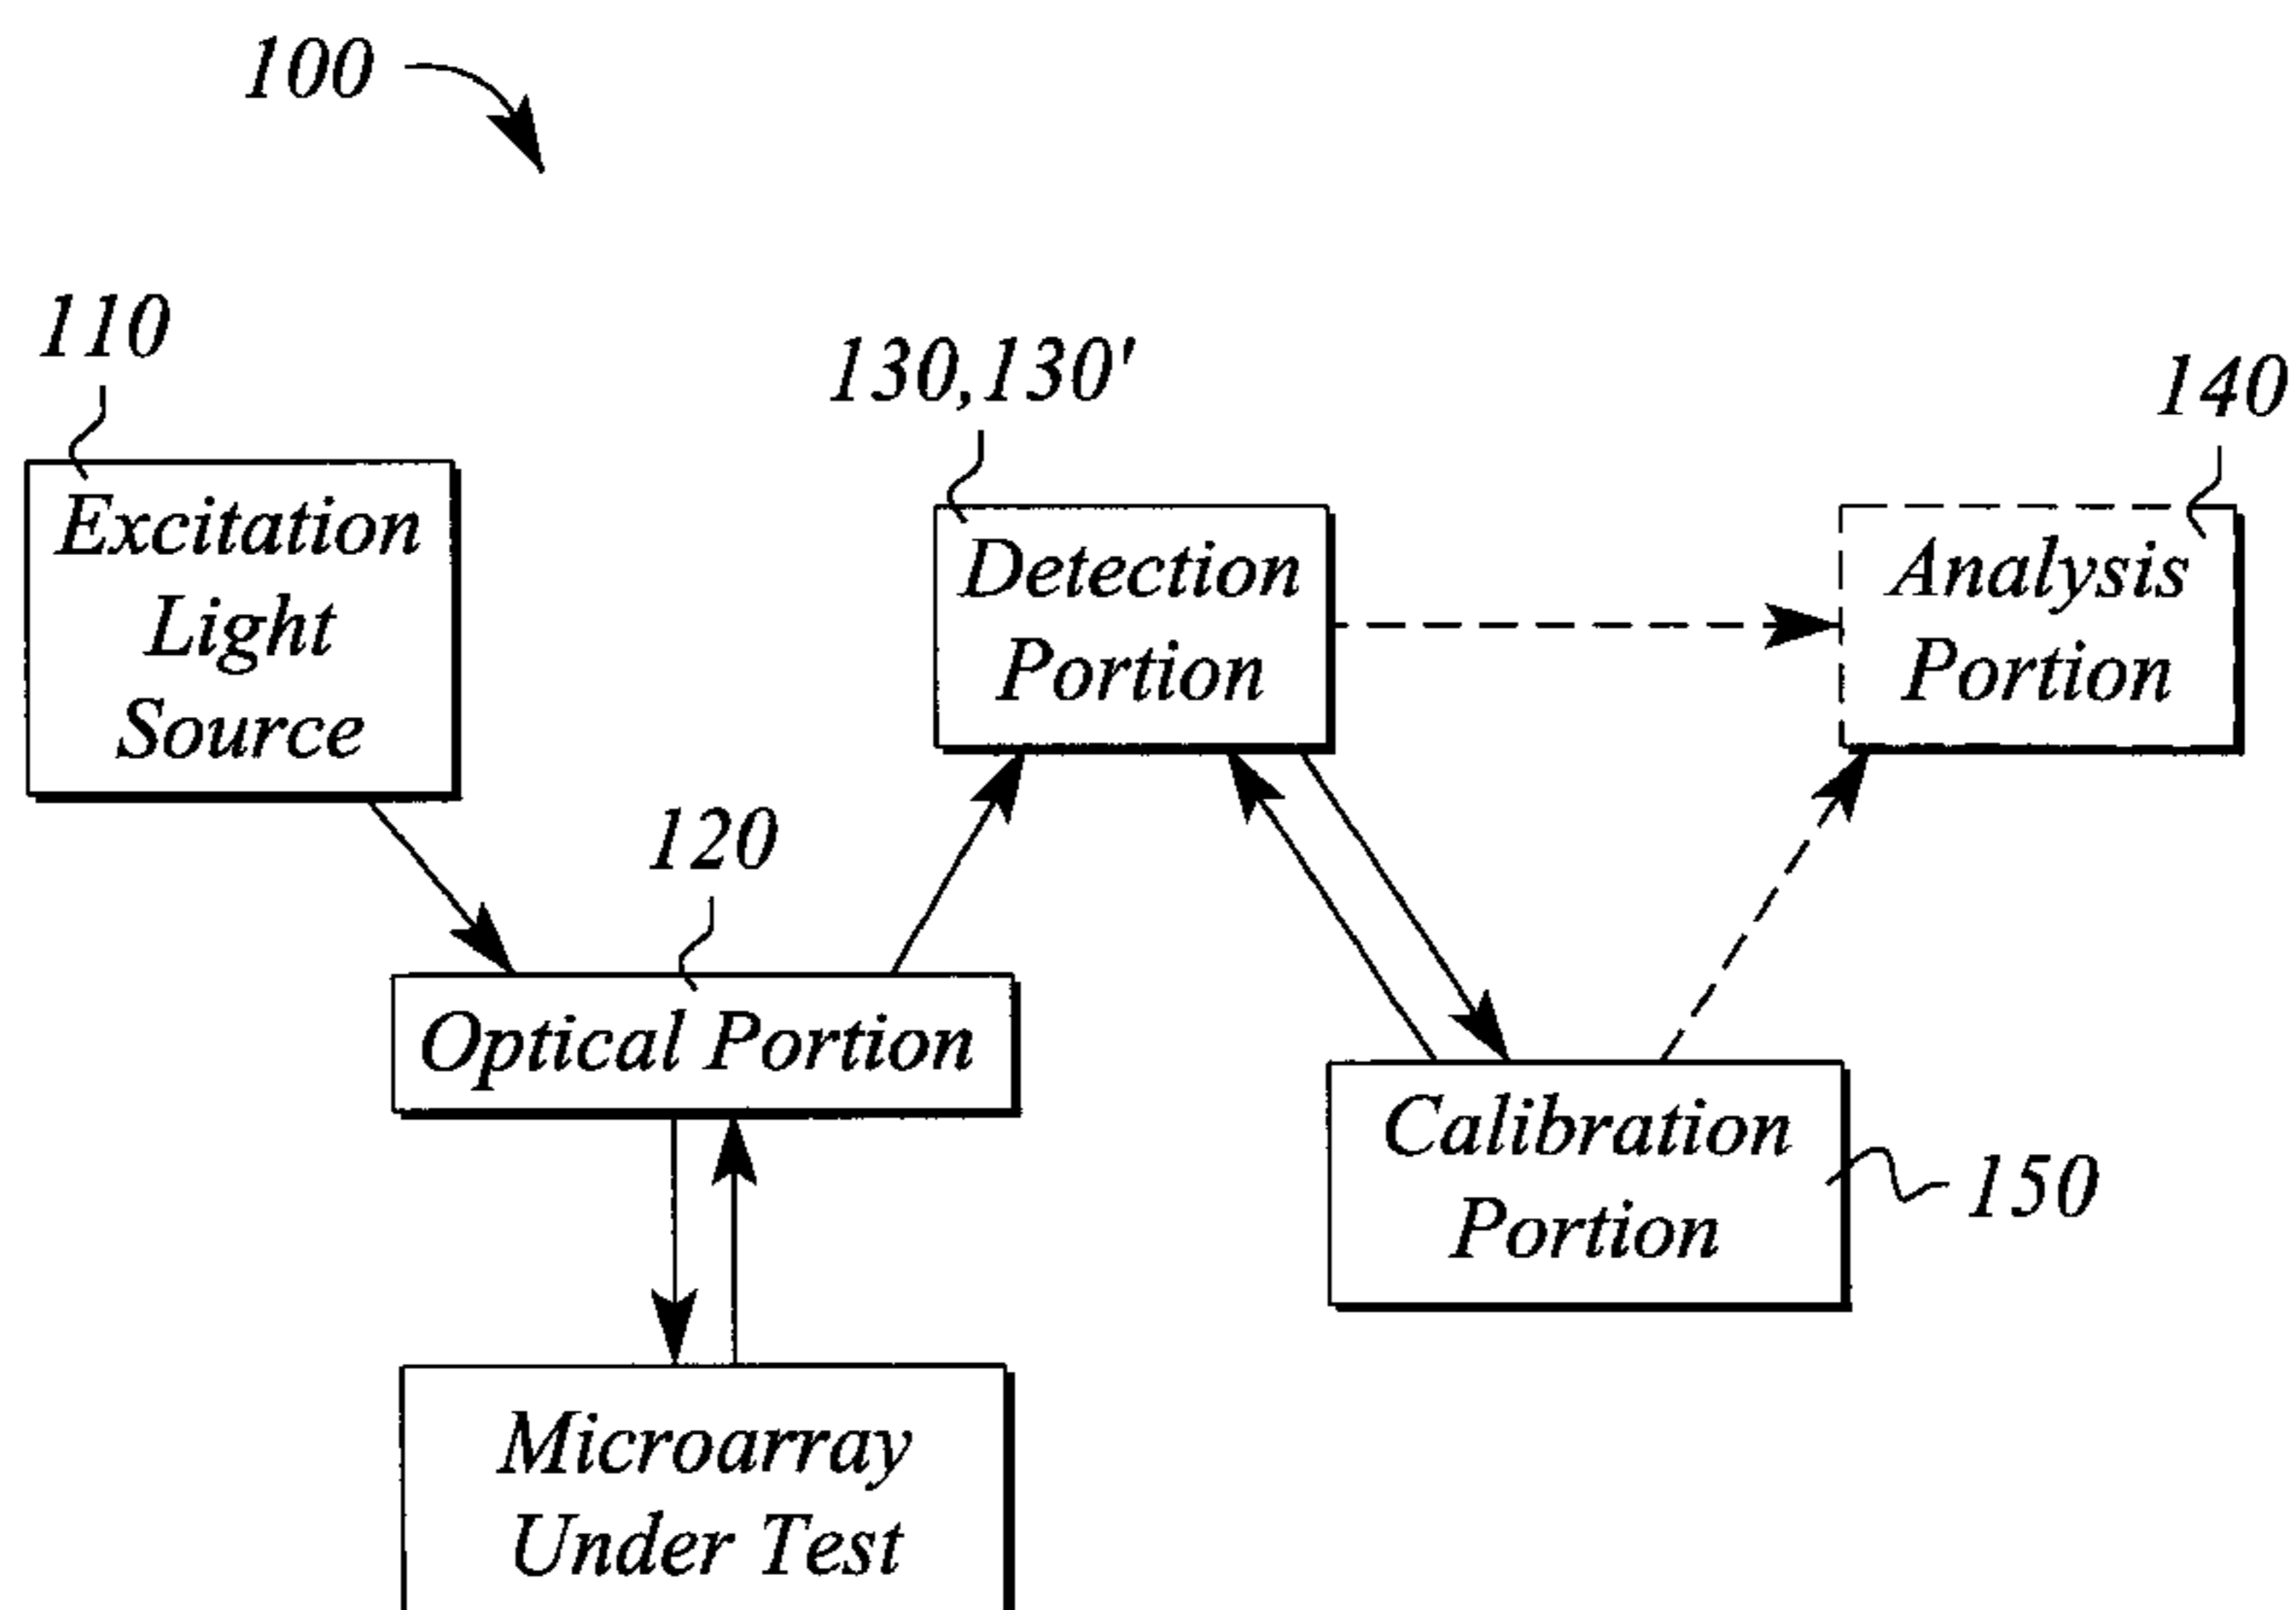 100
110
Excitation
Light
Source
130,130'
Detection
Portion
140
Analysis
Portion
120
Optical Portion
Calibration
Portion
150
Microarray
Under Test